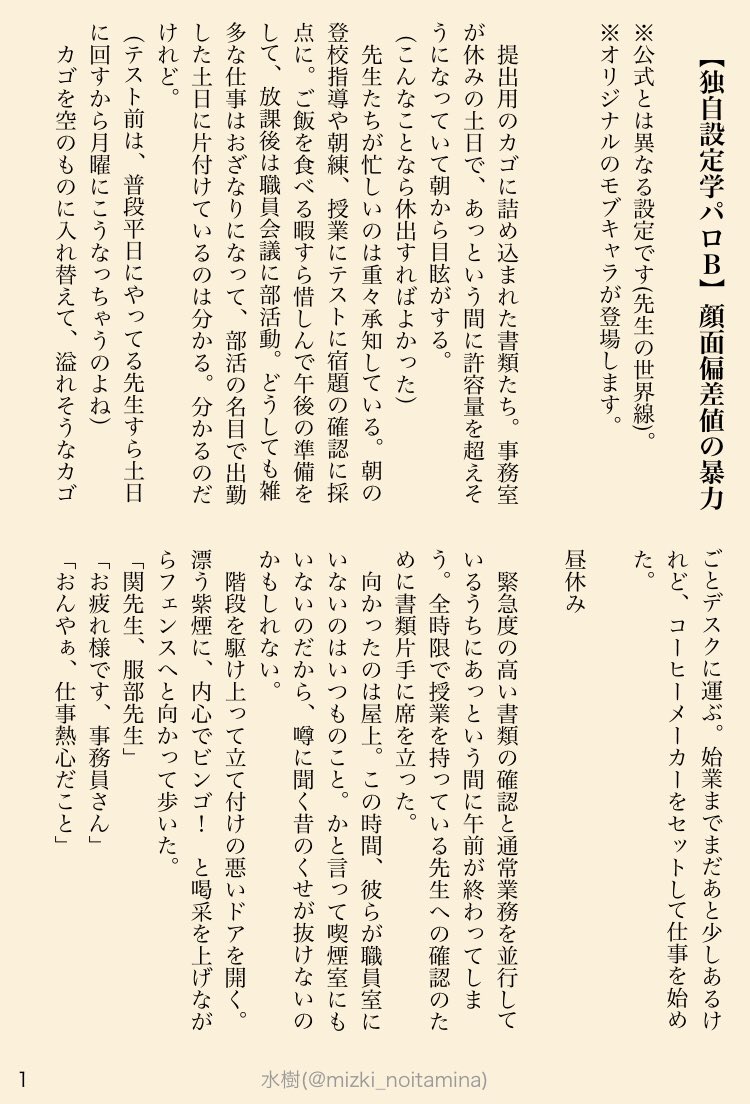 【独自設定学パロB】顔面偏差値の暴力
※公式とは異なる設定です(先生の世界線)。
※オリジナルのモブキャラが登場します。
提出用のカゴに詰め込まれた書類たち。事務室
が休みの土日で、あっという間に許容量を超えそ
うになっていて朝から目眩がする。
(こんなことなら休出すればよかった)
先生たちが忙しいのは重々承知している。朝の
登校指導や朝練、授業にテストに宿題の確認に採
点に。ご飯を食べる暇すら惜しんで午後の準備を
して、放課後は職員会議に部活動。どうしても雑
多な仕事はおざなりになって、部活の名目で出勤
した土日に片付けているのは分かる。分かるのだ
けれど。
(テスト前は、普段平日にやってる先生すら土日
に回すから月曜にこうなっちゃうのよね)
カゴを空のものに入れ替えて、溢れそうなカゴ
ごとデスクに運ぶ。始業までまだあと少しあるけ
れど、コーヒーメーカーをセットして仕事を始め
た。
昼休み
緊急度の高い書類の確認と通常業務を並行して
いるうちにあっという間に午前が終わってしま
う。全時限で授業を持っている先生への確認のた
めに書類片手に席を立った。
向かったのは屋上。この時間、彼らが職員室に
いないのはいつものこと。かと言って喫煙室にも
いないのだから、噂に聞く昔のくせが抜けないの
かもしれない。
階段を駆け上って立て付けの悪いドアを開く。
漂う紫煙に、内心でビンゴ！　と喝采を上げなが
らフェンスへと向かって歩いた。
「関先生、服部先生」
「お疲れ様です、事務員さん」
「おんやぁ、仕事熱心だこと」
水樹(@mizki_noitamina)
1